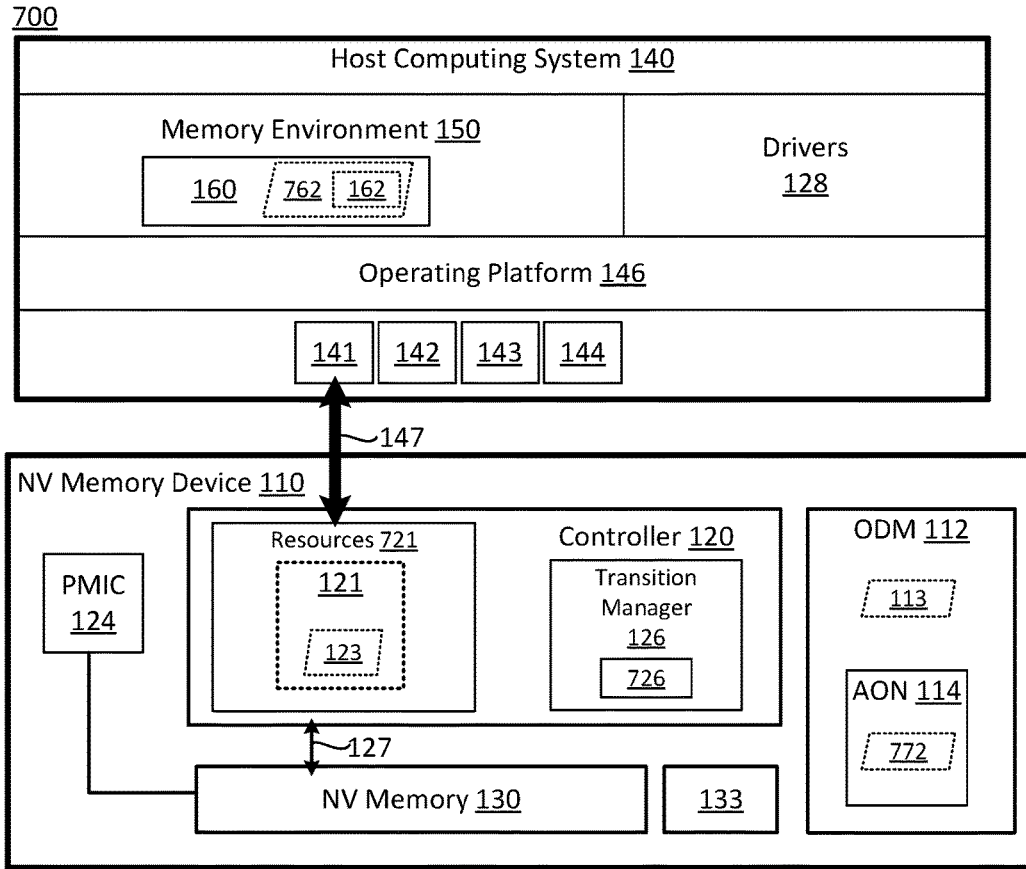 700
Host Computing System 140
Memory Environment 150
160 762 162
Drivers
128
Operating Platform 146
141 142 143 144
147
NV Memory Device 110
PMIC
124
Resources 721
121
123
Controller 120
Transition
Manager
126
726
ODM 112
113
AON 114
772
127
NV Memory 130
133